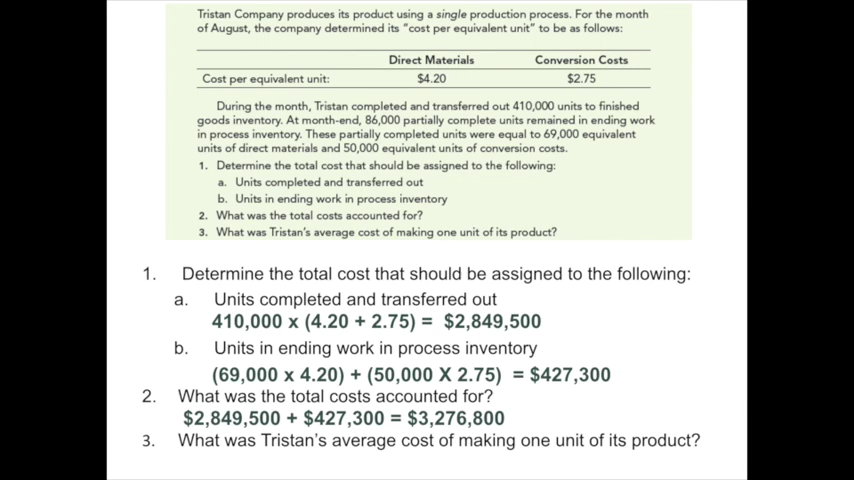 Tristan Company produces its product using a single production process. For the month
of August, the company determined its "cost per equivalent unit" to be as follows:
Direct Materials Conversion Costs
Cost per equivalent unit: $4.20 $2.75
During the month, Tristan completed and transferred out 410,000 units to finished
goods inventory. At month-end, 86,000 partially complete units remained in ending work
in process inventory. These partially completed units were equal to 69,000 equivalent
units of direct materials and 50,000 equivalent units of conversion costs.
1. Determine the total cost that should be assigned to the following:
a. Units completed and transferred out
b. Units in ending work in process inventory
2. What was the total costs accounted for?
3. What was Tristan's average cost of making one unit of its product?
1. Determine the total cost that should be assigned to the following:
a. Units completed and transferred out
410,000 x (4.20 + 2.75) = $2,849,500
b. Units in ending work in process inventory
(69,000 x 4.20) + (50,000 X 2.75) = $427,300
2. What was the total costs accounted for?
$2,849,500 + $427,300 = $3,276,800
3. What was Tristan's average cost of making one unit of its product?